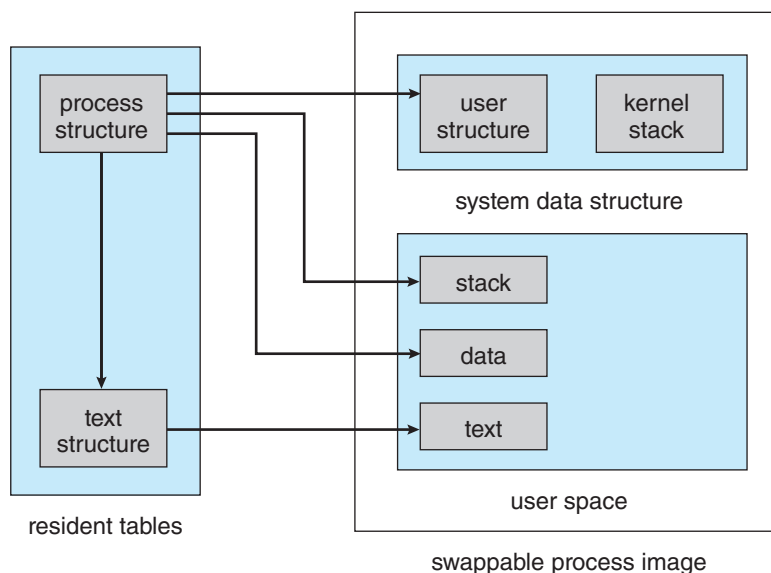 process
structure
text
structure
resident tables
user
structure
kernel
stack
system data structure
stack
data
text
user space
swappable process image